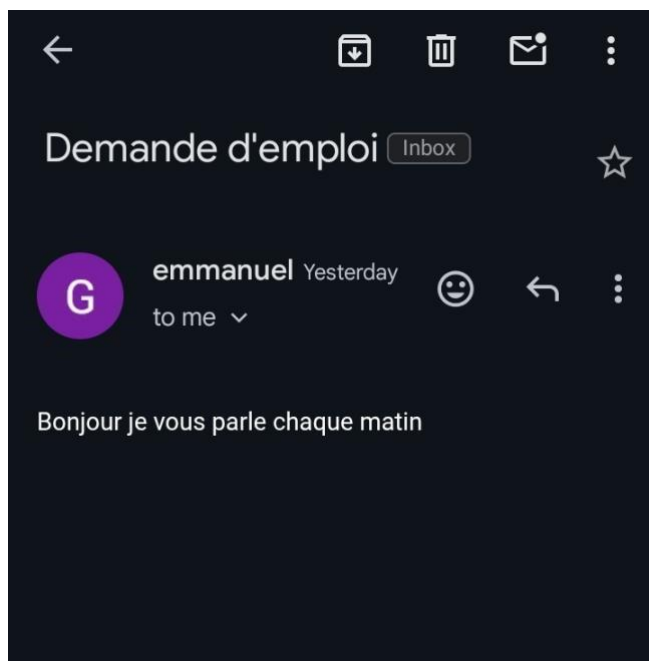 Demande d'emploi Inbox
G
emmanuel Yesterday
to me
Bonjour je vous parle chaque matin